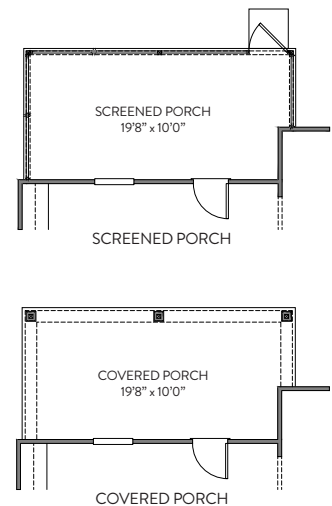 SCREENED PORCH
19'8" x 10'0"
SCREENED PORCH
COVERED PORCH
19'8" x 10'0"
COVERED PORCH